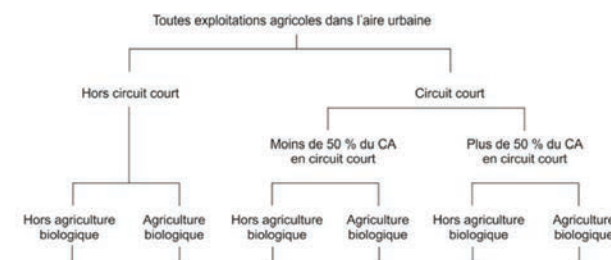 Toutes exploitations agricoles dans l'aire urbaine
Hors circuit court
Circuit court
Moins de 50 % du CA
en circuit court
Plus de 50 % du CA
en circuit court
Hors agriculture
biologique
Agriculture
biologique
Hors agriculture
biologique
Agriculture
biologique
Hors agriculture
biologique
Agriculture
biologique